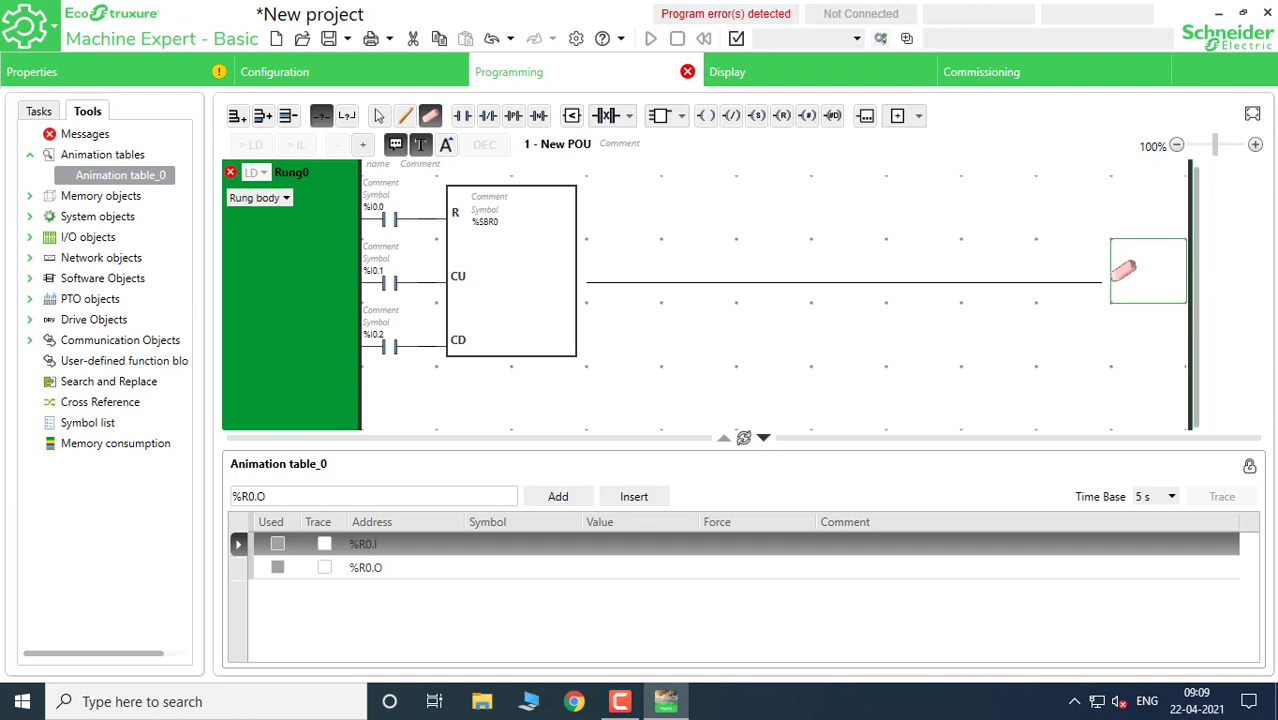 EcoStruxure
Machine Expert - Basic
*New project
Program error(s) detected
Not Connected
Schneider
Electric
Properties
Configuration
Programming
Display
Commissioning
Tasks
Tools
Messages
Animation tables
Animation table_0
Memory objects
System objects
I/O objects
Network objects
Software Objects
PTO objects
DRV Drive Objects
Communication Objects
User-defined function blo
Search and Replace
Cross Reference
Symbol list
Memory consumption
> LD
> IL
-
+
T
A
DEC
1 - New POU
Comment
100%
LD
Rung0
Rung body
name
Comment
Comment
Symbol
%I0.0
R
Comment
Symbol
%SBR0
Comment
Symbol
%I0.1
CU
Comment
Symbol
%I0.2
CD
Animation table_0
%R0.O
Add
Insert
Time Base
5 s
Trace
Used
Trace
Address
Symbol
Value
Force
Comment
%R0.I
%R0.O
Type here to search
ENG
09:09
22-04-2021